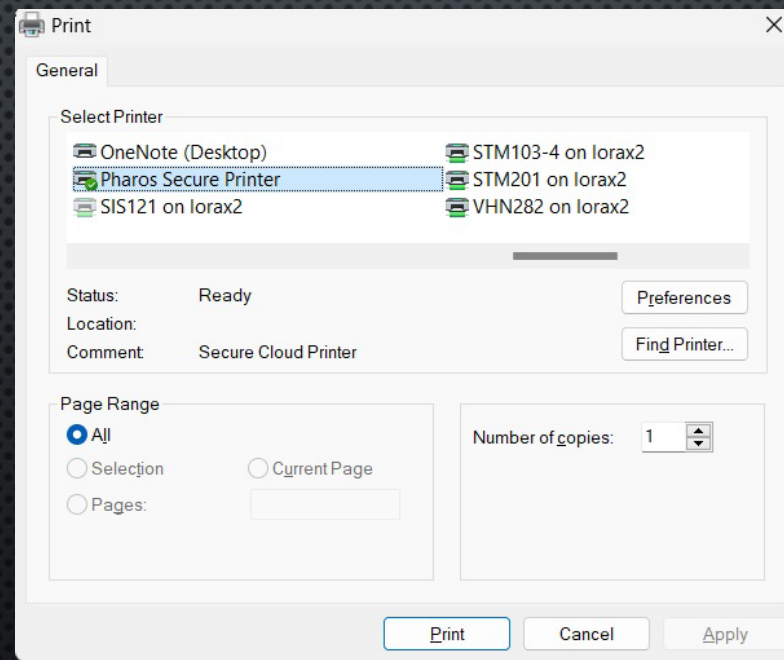 Print
General
Select Printer
OneNote (Desktop)
STM103-4 on lorax2
Pharos Secure Printer
STM201 on lorax2
SIS121 on lorax2
VHN282 on lorax2
Status: Ready
Preferences
Location:
Comment: Secure Cloud Printer
Find Printer...
Page Range
All
Number of copies: 1
Selection
Current Page
Pages:
Print
Cancel
Apply